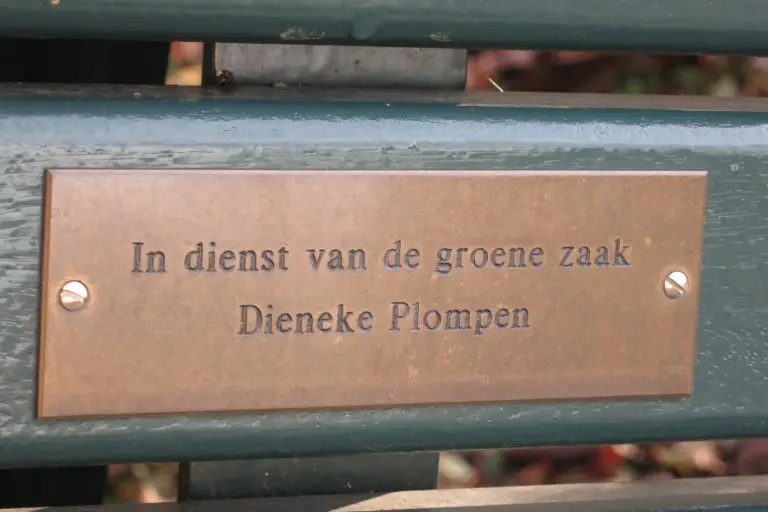 In dienst van de groene zaak
Dieneke Plompen